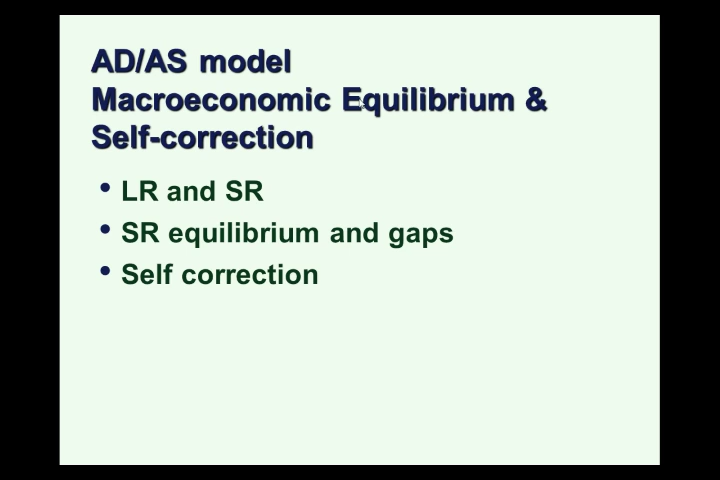 AD/AS model
Macroeconomic Equilibrium &
Self-correction
• LR and SR
• SR equilibrium and gaps
• Self correction